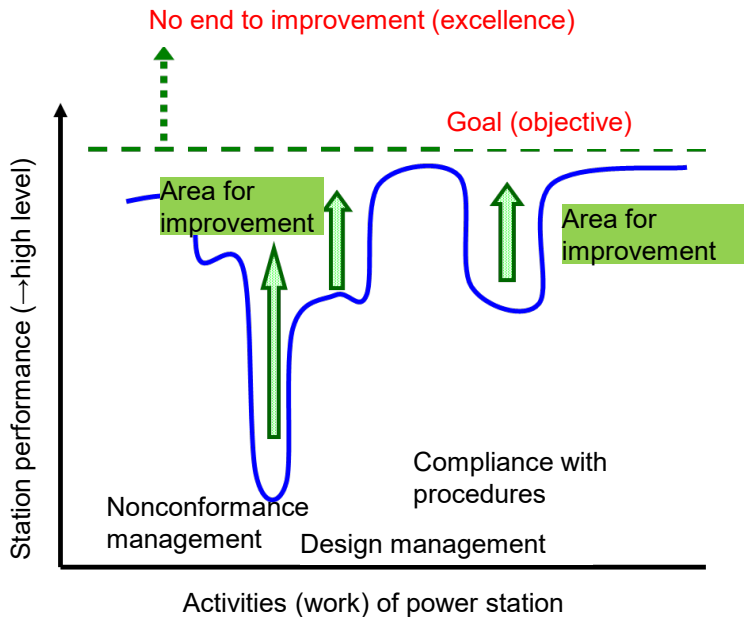 No end to improvement (excellence)
Goal (objective)
Area for
improvement
Area for
improvement
Station performance (→high level)
Compliance with
procedures
Nonconformance
management
Design management
Activities (work) of power station